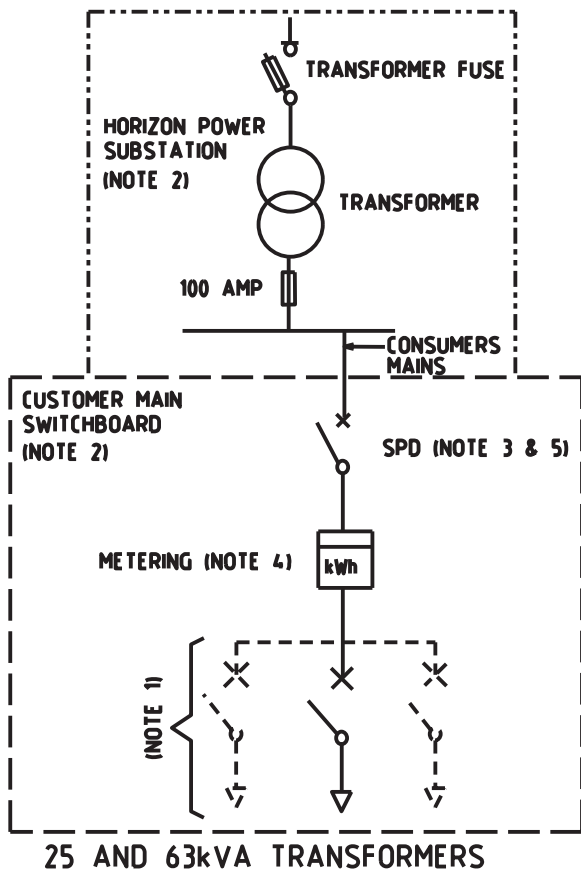 TRANSFORMER FUSE
HORIZON POWER
SUBSTATION
(NOTE 2)
TRANSFORMER
100 AMP
CONSUMERS
MAINS
CUSTOMER MAIN
SWITCHBOARD
(NOTE 2)
SPD (NOTE 3 & 5)
METERING (NOTE 4)
kWh
(NOTE 1)
25 AND 63kVA TRANSFORMERS